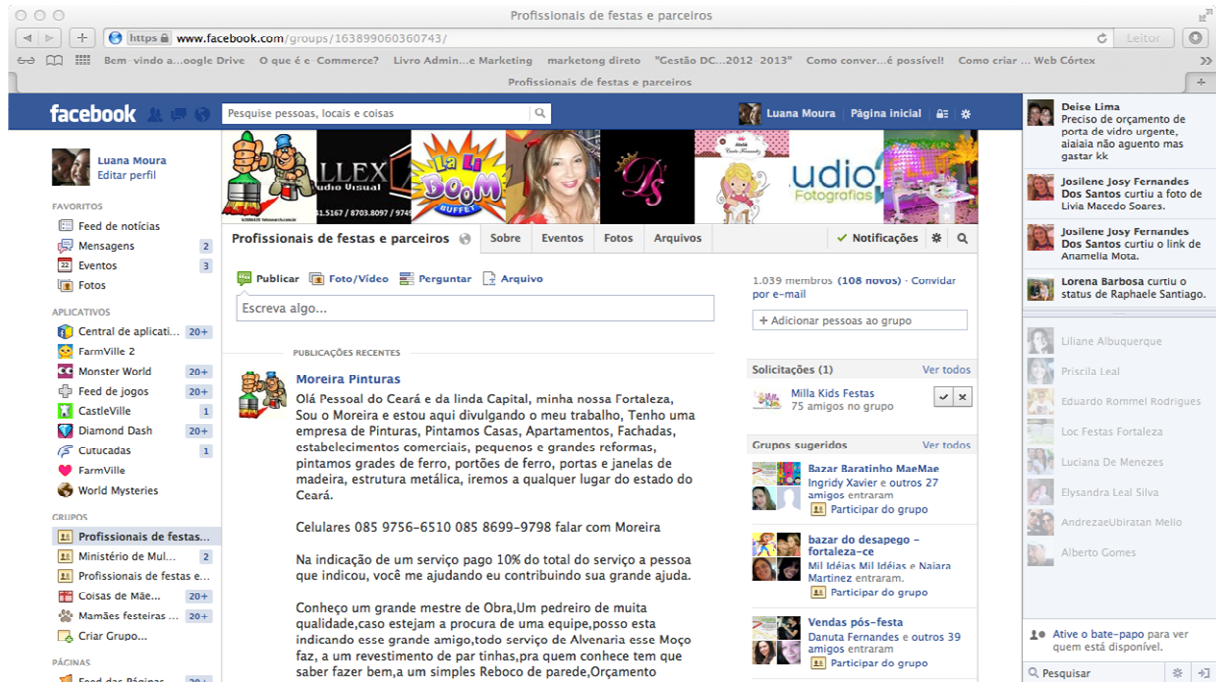 Profissionais de festas e parceiros
https www.facebook.com/groups/163899060360743/
Leitor
Bem-vindo a...oogle Drive O que é e-Commerce? Livro Admin...e Marketing marketong direto "Gestão DC...2012-2013" Como conver...é possível! Como criar ... Web Córtex
Profissionais de festas e parceiros
facebook
Pesquise pessoas, locais e coisas
Luana Moura Página inicial
Luana Moura
Editar perfil
FAVORITOS
Feed de notícias
Mensagens 2
Eventos 3
Fotos
APLICATIVOS
Central de aplicati... 20+
FarmVille 2
Monster World 20+
Feed de jogos 20+
CastleVille 1
Diamond Dash 20+
Cutucadas 1
FarmVille
World Mysteries
GRUPOS
Profissionais de festas...
Ministério de Mul... 2
Profissionais de festas e...
Coisas de Mãe... 20+
Mamães festeiras ... 20+
Criar Grupo...
PÁGINAS
Feed das Páginas 20+
ALLEX
udio Visual
41.5167 / 8703.8097 / 9745
La Li
BOOM
BUFFET
Ds
udio
Fotografias
Profissionais de festas e parceiros
Sobre Eventos Fotos Arquivos
Notificações
Publicar Foto/Vídeo Perguntar Arquivo
Escreva algo...
PUBLICAÇÕES RECENTES
Moreira Pinturas
Olá Pessoal do Ceará e da linda Capital, minha nossa Fortaleza,
Sou o Moreira e estou aqui divulgando o meu trabalho, Tenho uma
empresa de Pinturas, Pintamos Casas, Apartamentos, Fachadas,
estabelecimentos comerciais, pequenos e grandes reformas,
pintamos grades de ferro, portões de ferro, portas e janelas de
madeira, estrutura metálica, iremos a qualquer lugar do estado do
Ceará.
Celulares 085 9756-6510 085 8699-9798 falar com Moreira
Na indicação de um serviço pago 10% do total do serviço a pessoa
que indicou, você me ajudando eu contribuindo sua grande ajuda.
Conheço um grande mestre de Obra,Um pedreiro de muita
qualidade,caso estejam a procura de uma equipe,posso esta
indicando esse grande amigo,todo serviço de Alvenaria esse Moço
faz, a um revestimento de par tinhas,pra quem conhece tem que
saber fazer bem,a um simples Reboco de parede,Orçamento
1.039 membros (108 novos) · Convidar
por e-mail
+ Adicionar pessoas ao grupo
Solicitações (1) Ver todos
Milla Kids Festas
75 amigos no grupo
Grupos sugeridos Ver todos
Bazar Baratinho MaeMae
Ingridy Xavier e outros 27
amigos entraram
Participar do grupo
bazar do desapego -
fortaleza-ce
Mil Idéias Mil Idéias e Naiara
Martinez entraram.
Participar do grupo
Vendas pós-festa
Danuta Fernandes e outros 39
amigos entraram
Participar do grupo
Deise Lima
Preciso de orçamento de
porta de vidro urgente,
aiaiaia não aguento mas
gastar kk
Josilene Josy Fernandes
Dos Santos curtiu a foto de
Livia Macedo Soares.
Josilene Josy Fernandes
Dos Santos curtiu o link de
Anamelia Mota.
Lorena Barbosa curtiu o
status de Raphaele Santiago.
Liliane Albuquerque
Priscila Leal
Eduardo Rommel Rodrigues
Loc Festas Fortaleza
Luciana De Menezes
Elysandra Leal Silva
AndrezaeUbiratan Melio
Alberto Gomes
Ative o bate-papo para ver
quem está disponível.
Pesquisar